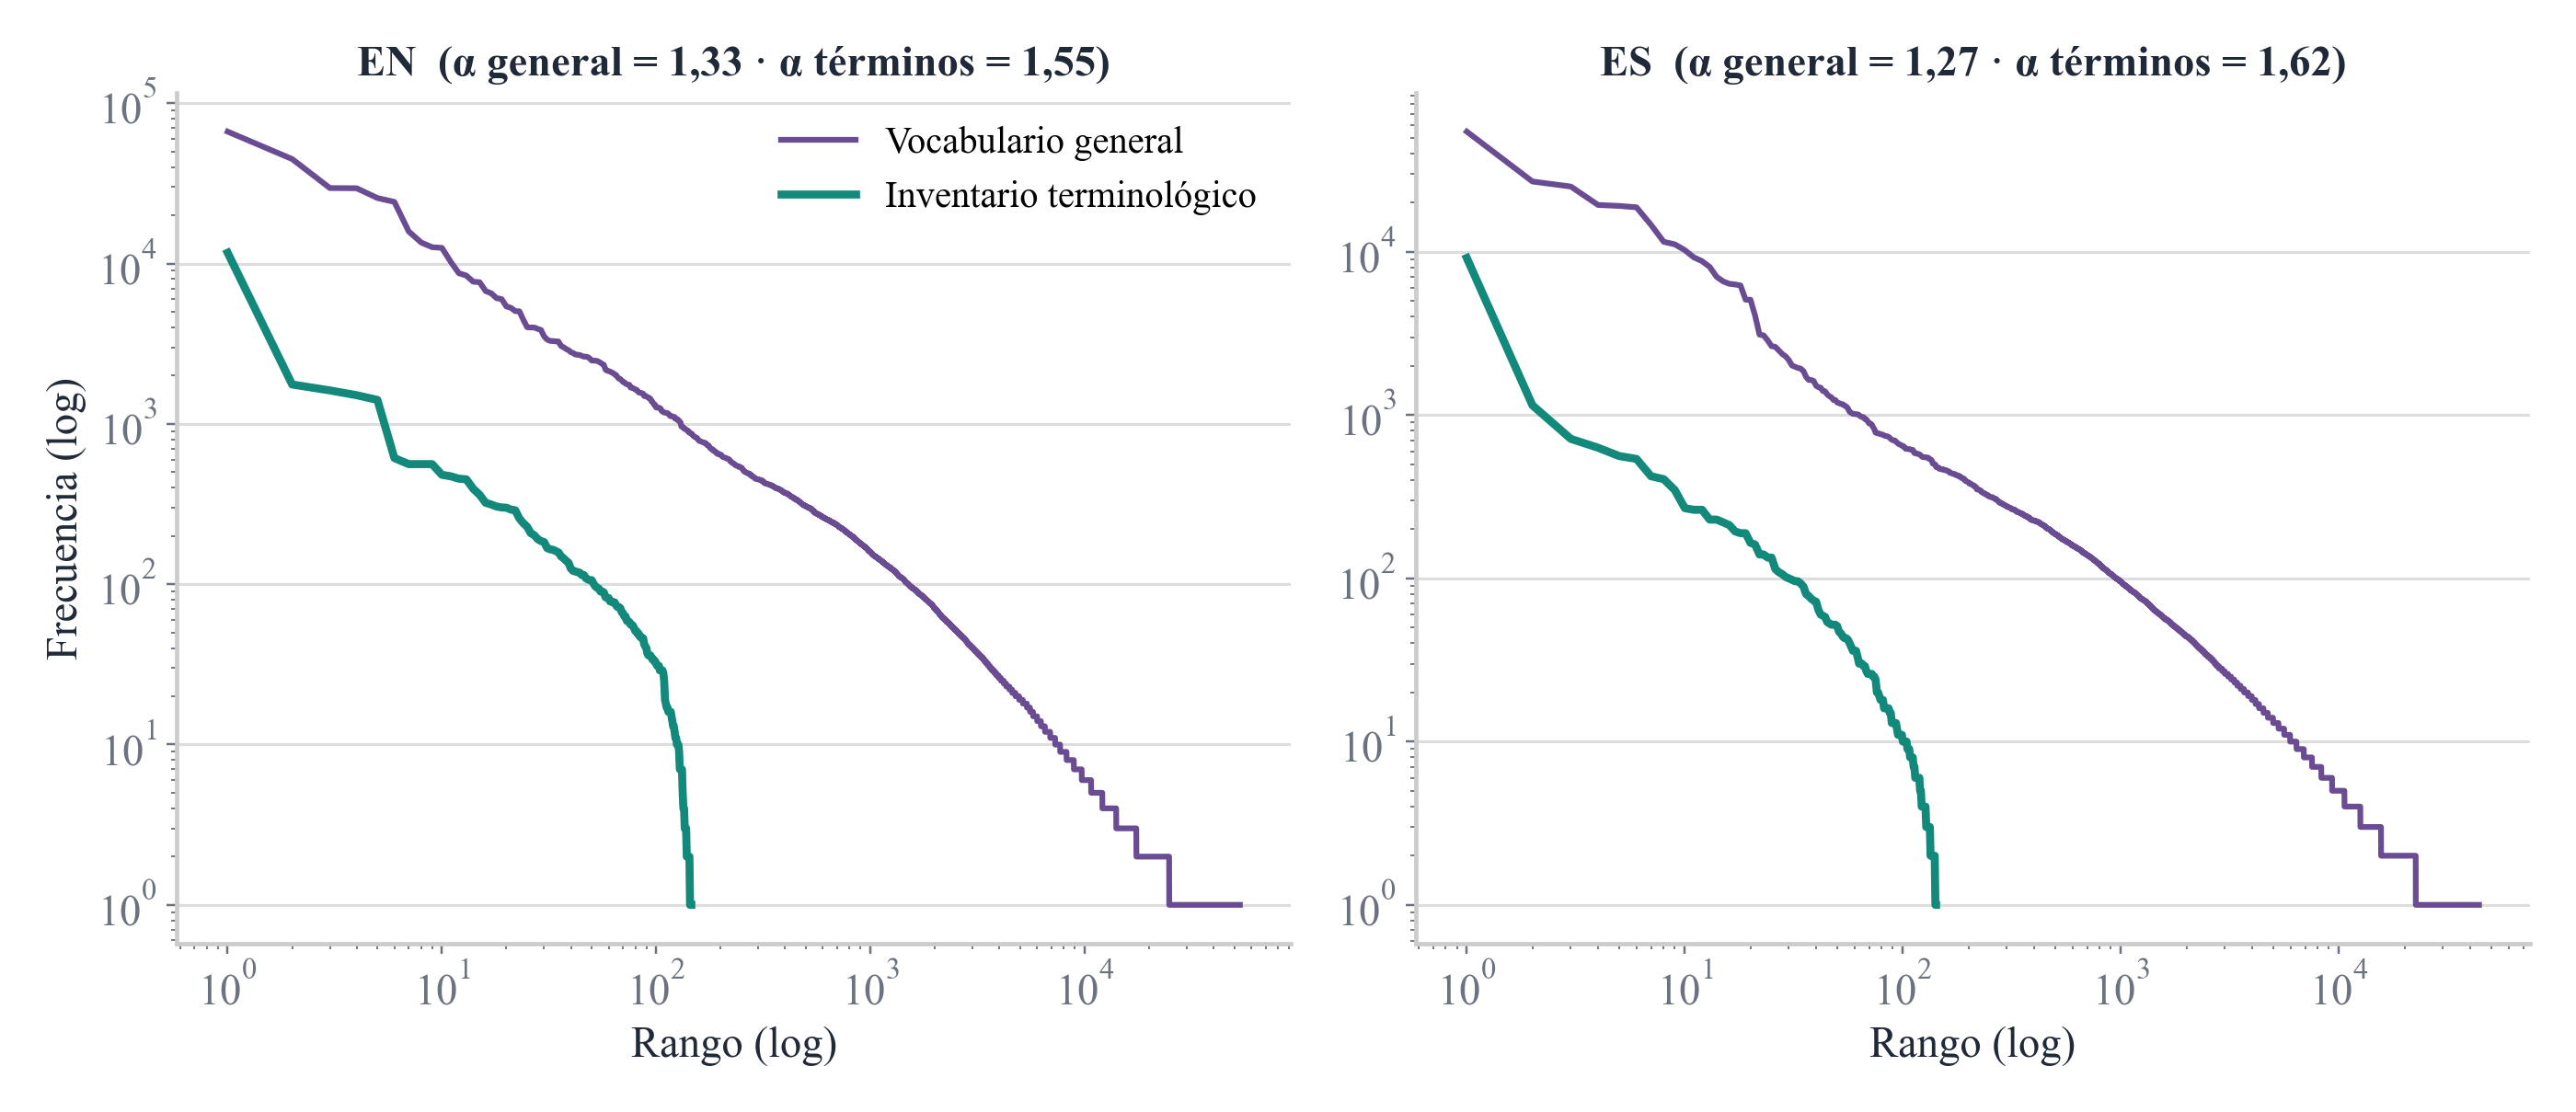 EN (α general = 1,33 · α términos = 1,55)
Vocabulario general
Inventario terminológico
Frecuencia (log)
10^5
10^4
10^3
10^2
10^1
10^0
10^0 10^1 10^2 10^3 10^4
Rango (log)
ES (α general = 1,27 · α términos = 1,62)
10^4
10^3
10^2
10^1
10^0
10^0 10^1 10^2 10^3 10^4
Rango (log)